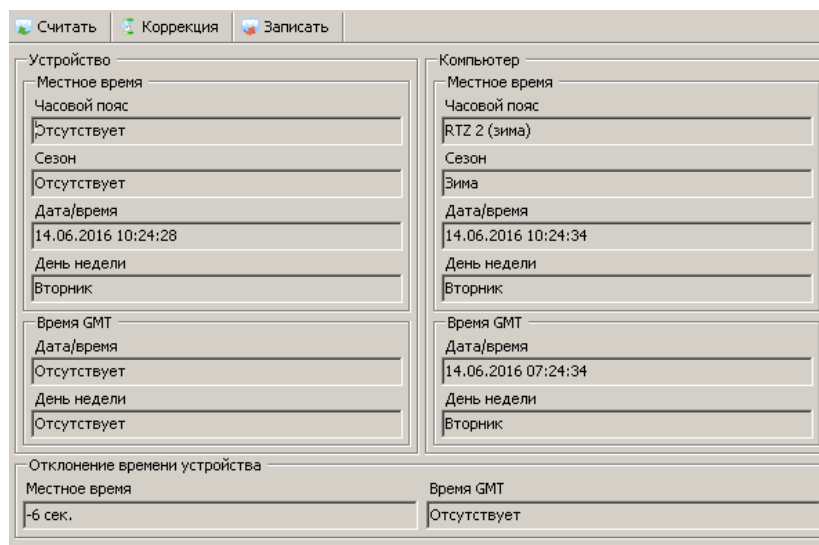 Считать Коррекция Записать
Устройство
Местное время
Часовой пояс
Отсутствует
Сезон
Отсутствует
Дата/время
14.06.2016 10:24:28
День недели
Вторник
Время GMT
Дата/время
Отсутствует
День недели
Отсутствует
Компьютер
Местное время
Часовой пояс
RTZ 2 (зима)
Сезон
Зима
Дата/время
14.06.2016 10:24:34
День недели
Вторник
Время GMT
Дата/время
14.06.2016 07:24:34
День недели
Вторник
Отклонение времени устройства
Местное время
-6 сек.
Время GMT
Отсутствует